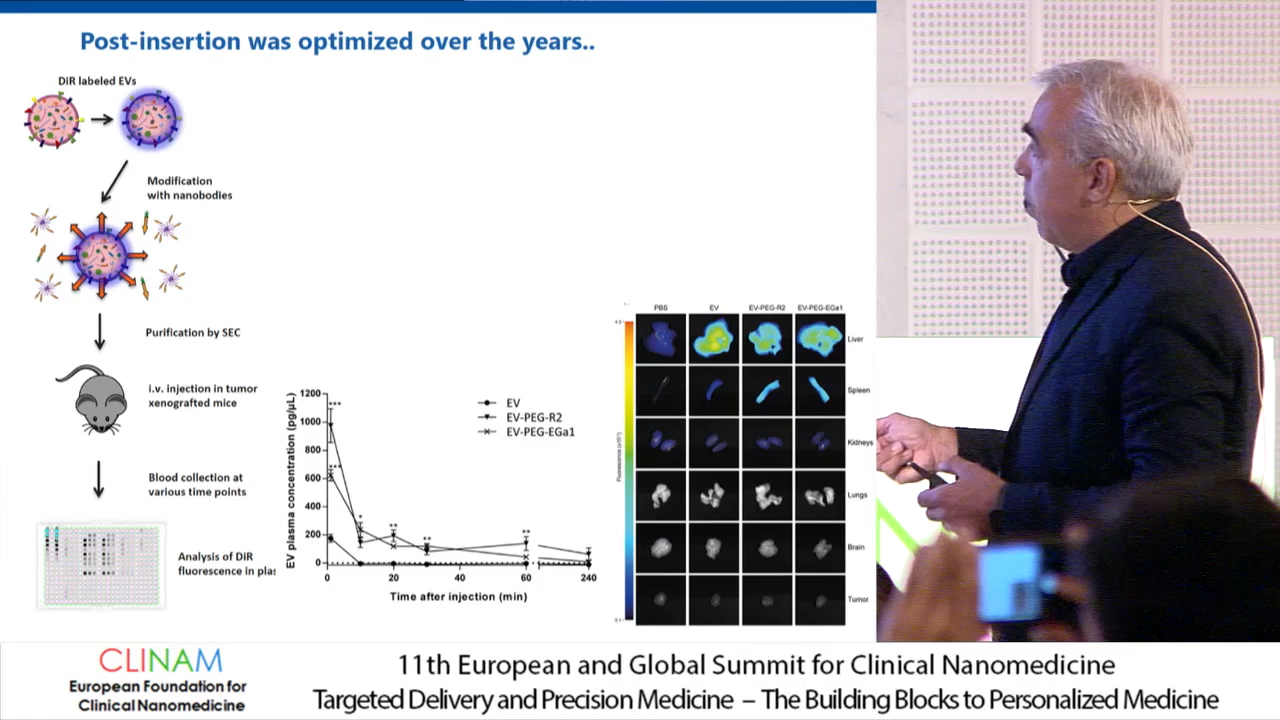 Post-insertion was optimized over the years..
DiR labeled EVs
Modification
with nanobodies
Purification by SEC
i.v. injection in tumor
xenografted mice
Blood collection at
various time points
Analysis of DiR
fluorescence in plas
EV plasma concentration (pg/µL)
1200
1000
800
600
400
200
0
***
***
*
**
**
**
0
20
40
60
240
Time after injection (min)
EV
EV-PEG-R2
EV-PEG-EGa1
PBS
EV
EV-PEG-R2
EV-PEG-EGa1
Liver
Spleen
Kidneys
Lungs
Brain
Tumor
CLINAM
European Foundation for
Clinical Nanomedicine
11th European and Global Summit for Clinical Nanomedicine
Targeted Delivery and Precision Medicine – The Building Blocks to Personalized Medicine